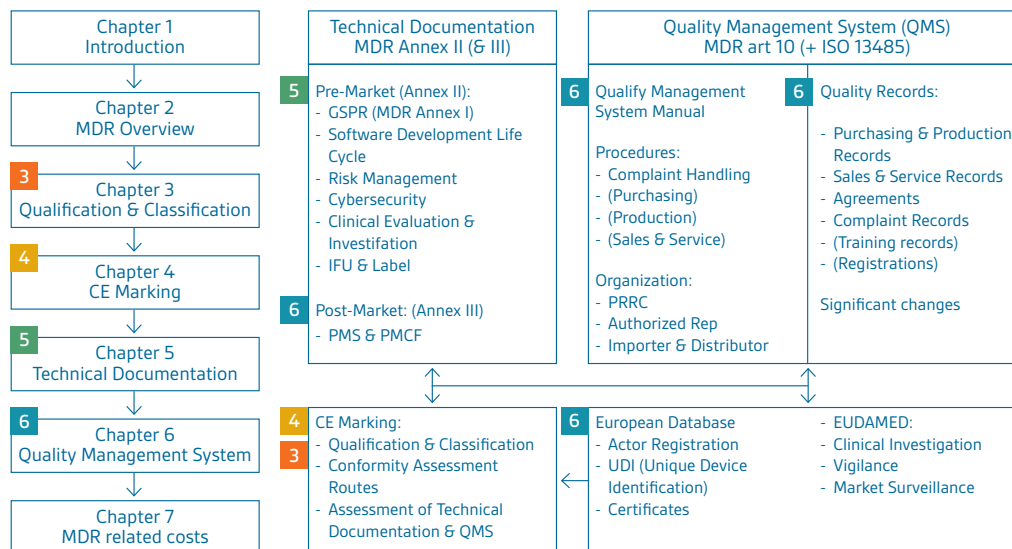 Chapter 1
Introduction
Chapter 2
MDR Overview
3
Chapter 3
Qualification & Classification
4
Chapter 4
CE Marking
5
Chapter 5
Technical Documentation
6
Chapter 6
Quality Management System
Chapter 7
MDR related costs
Technical Documentation
MDR Annex II (& III)
5
Pre-Market (Annex II):
- GSPR (MDR Annex I)
- Software Development Life
Cycle
- Risk Management
- Cybersecurity
- Clinical Evaluation &
Investifation
- IFU & Label
6
Post-Market: (Annex III)
- PMS & PMCF
Quality Management System (QMS)
MDR art 10 (+ ISO 13485)
6
Qualify Management
System Manual
Procedures:
- Complaint Handling
- (Purchasing)
- (Production)
- (Sales & Service)
Organization:
- PRRC
- Authorized Rep
- Importer & Distributor
6
Quality Records:
- Purchasing & Production
Records
- Sales & Service Records
- Agreements
- Complaint Records
- (Training records)
- (Registrations)
Significant changes
4
3
CE Marking:
- Qualification & Classification
- Conformity Assessment
Routes
- Assessment of Technical
Documentation & QMS
6
European Database
- Actor Registration
- UDI (Unique Device
Identification)
- Certificates
- EUDAMED:
- Clinical Investigation
- Vigilance
- Market Surveillance